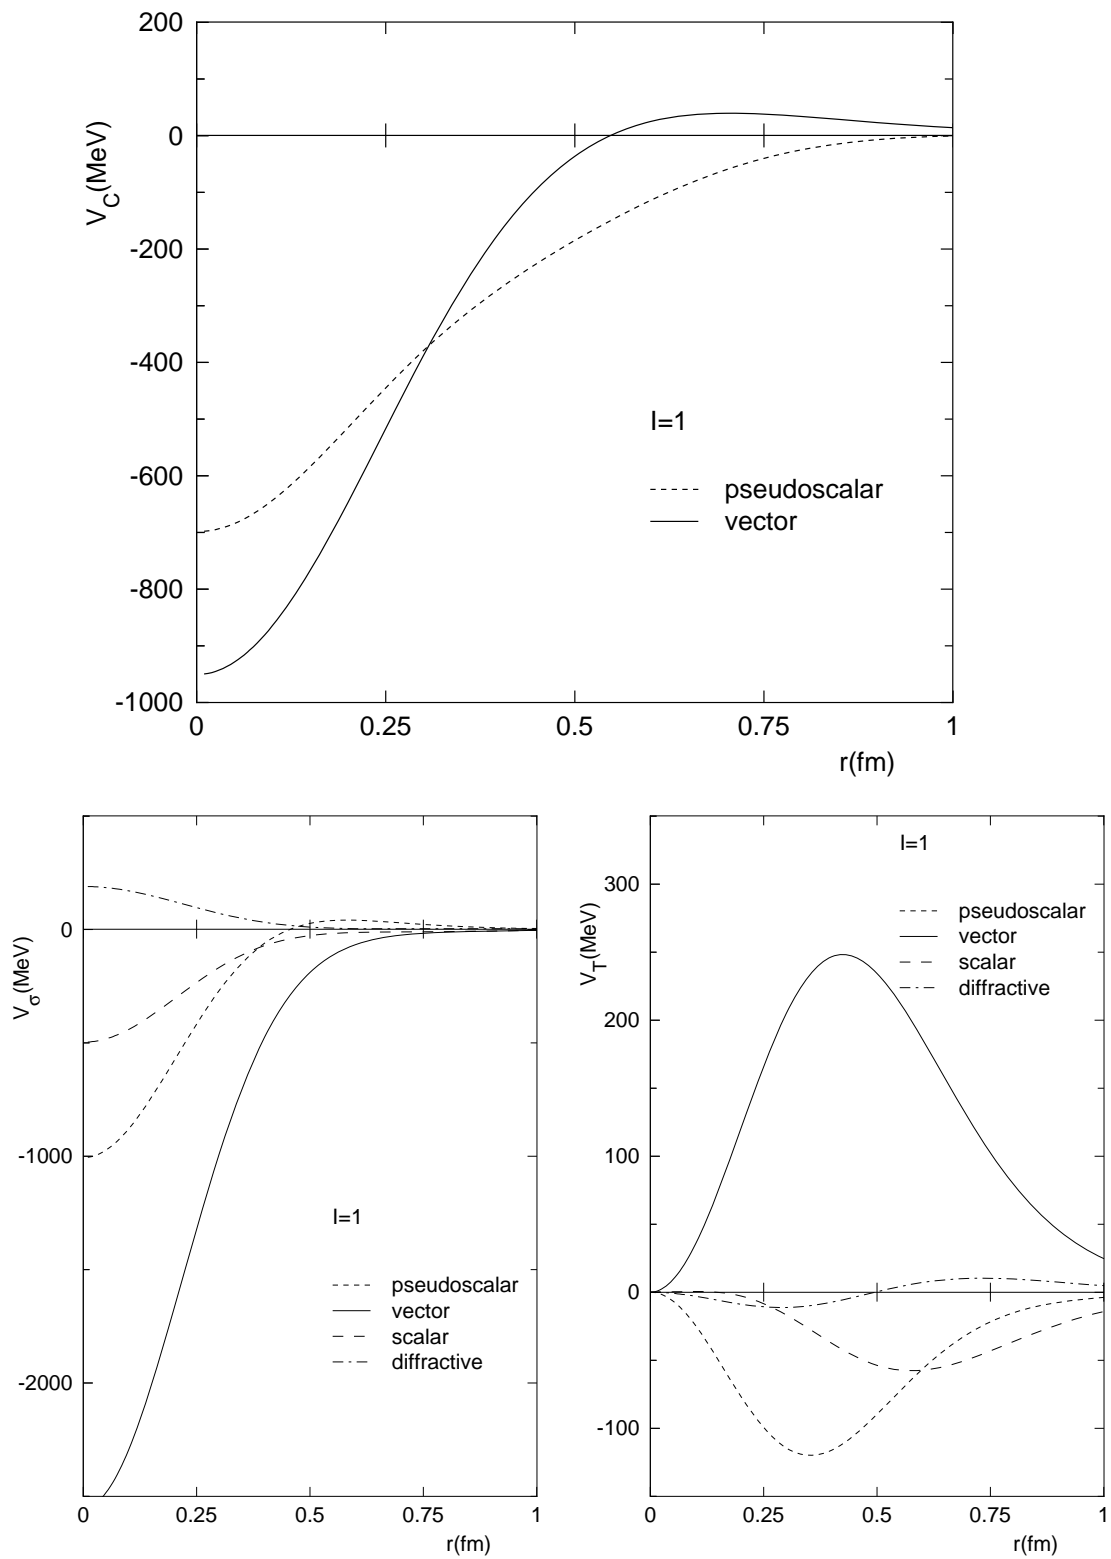 200
0
-200
-400
-600
-800
-1000
V_C(MeV)
I=1
pseudoscalar
vector
0
0.25
0.5
0.75
1
r(fm)
0
-1000
-2000
V_σ(MeV)
I=1
pseudoscalar
vector
scalar
diffractive
0
0.25
0.5
0.75
1
r(fm)
300
200
100
0
-100
V_T(MeV)
I=1
pseudoscalar
vector
scalar
diffractive
0
0.25
0.5
0.75
1
r(fm)